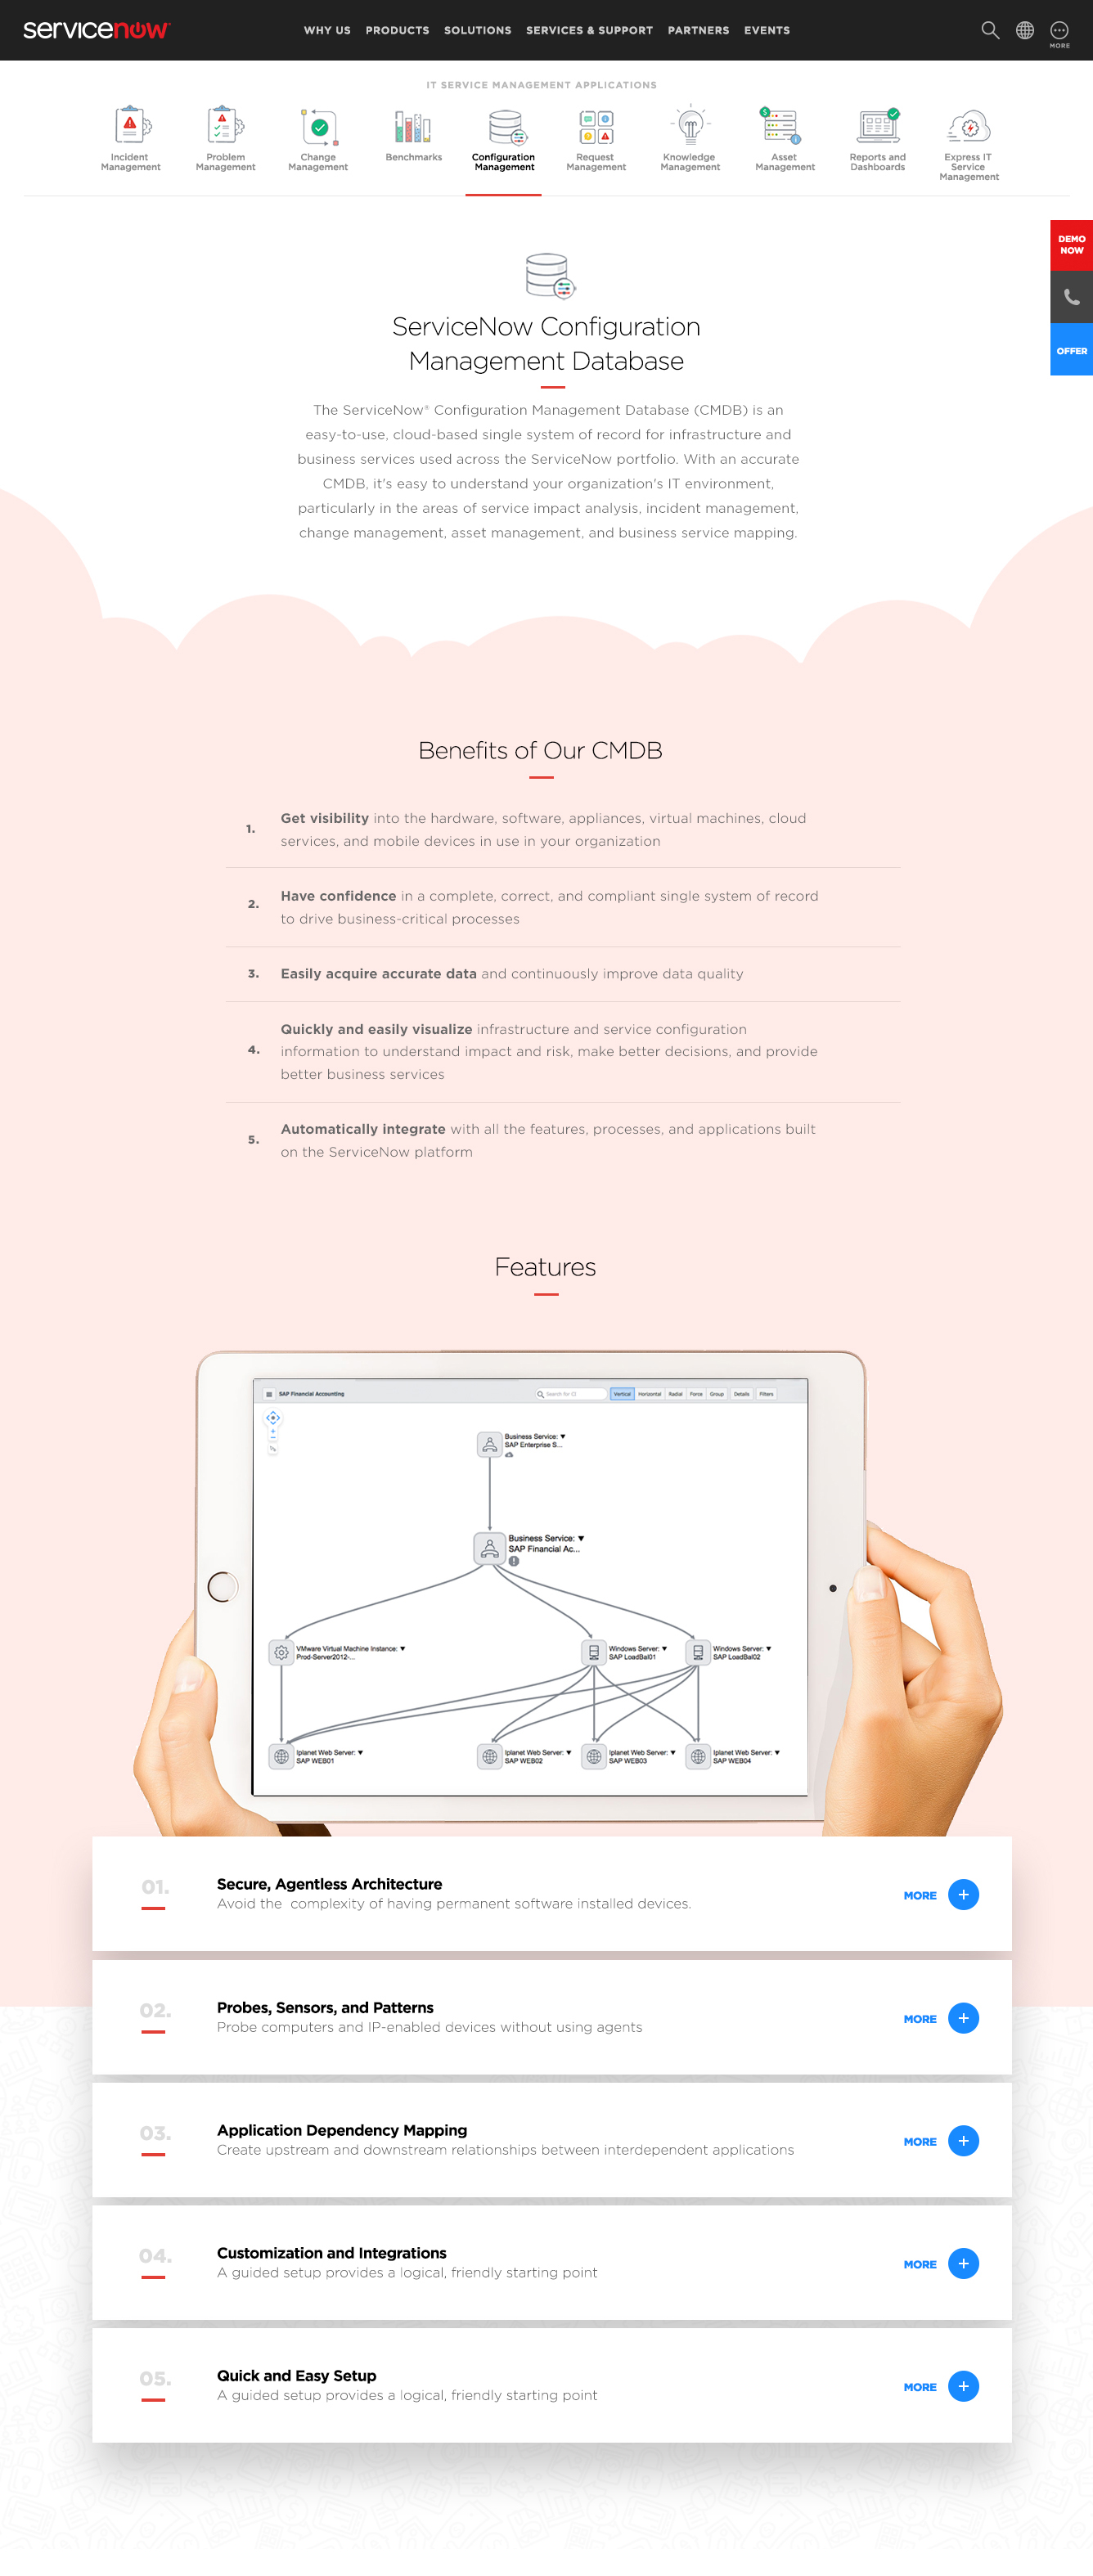 servicenow
WHY US PRODUCTS SOLUTIONS SERVICES & SUPPORT PARTNERS EVENTS
MORE
IT SERVICE MANAGEMENT APPLICATIONS
Incident
Management
Problem
Management
Change
Management
Benchmarks
Configuration
Management
Request
Management
Knowledge
Management
Asset
Management
Reports and
Dashboards
Express IT
Service
Management
DEMO
NOW
OFFER
ServiceNow Configuration
Management Database
The ServiceNow® Configuration Management Database (CMDB) is an
easy-to-use, cloud-based single system of record for infrastructure and
business services used across the ServiceNow portfolio. With an accurate
CMDB, it's easy to understand your organization's IT environment,
particularly in the areas of service impact analysis, incident management,
change management, asset management, and business service mapping.
Benefits of Our CMDB
1. Get visibility into the hardware, software, appliances, virtual machines, cloud
services, and mobile devices in use in your organization
2. Have confidence in a complete, correct, and compliant single system of record
to drive business-critical processes
3. Easily acquire accurate data and continuously improve data quality
4. Quickly and easily visualize infrastructure and service configuration
information to understand impact and risk, make better decisions, and provide
better business services
5. Automatically integrate with all the features, processes, and applications built
on the ServiceNow platform
Features
SAP Financial Accounting
Search for CI
Vertical Horizontal Radial Force Group Details Filters
Business Service:
SAP Enterprise S...
Business Service:
SAP Financial Ac...
VMware Virtual Machine Instance:
Prod-Server2012-...
Windows Server:
SAP LoadBal01
Windows Server:
SAP LoadBal02
Iplanet Web Server:
SAP WEB01
Iplanet Web Server:
SAP WEB02
Iplanet Web Server:
SAP WEB03
Iplanet Web Server:
SAP WEB04
01. Secure, Agentless Architecture
Avoid the complexity of having permanent software installed devices.
MORE
02. Probes, Sensors, and Patterns
Probe computers and IP-enabled devices without using agents
MORE
03. Application Dependency Mapping
Create upstream and downstream relationships between interdependent applications
MORE
04. Customization and Integrations
A guided setup provides a logical, friendly starting point
MORE
05. Quick and Easy Setup
A guided setup provides a logical, friendly starting point
MORE